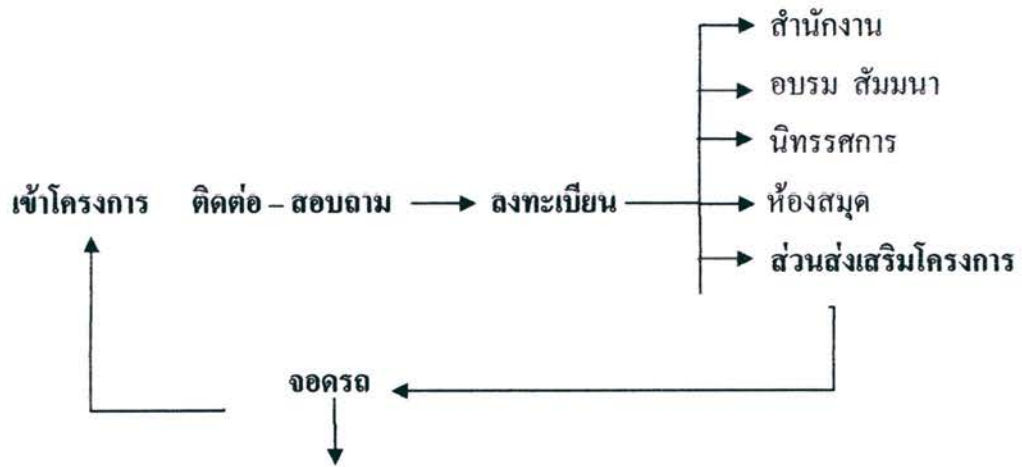 สำนักงาน
อบรม สัมมนา
นิทรรศการ
เข้าโครงการ ติดต่อ – สอบถาม ลงทะเบียน ห้องสมุด
ส่วนส่งเสริมโครงการ
จอดรถ